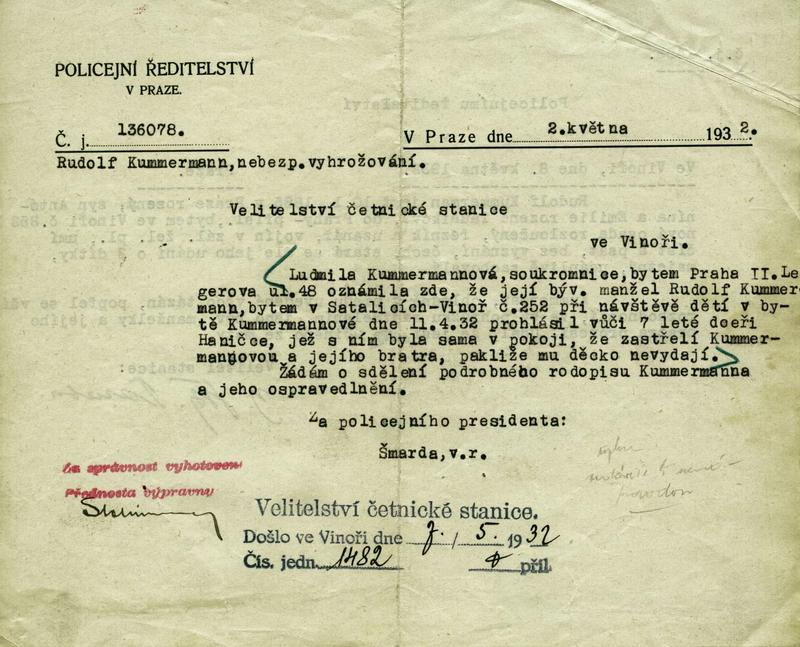 POLICEJNÍ ŘEDITELSTVÍ
V PRAZE.
Č. j. 136078.
V Praze dne 2.května 1932.
Rudolf Kummermann,nebezp.vyhrožování.
Velitelství četnické stanice
ve Vinoři.
Ludmila Kummermannová,soukromnice,bytem Praha II.Le
gerova ul.48 oznámila zde, že její býv. manžel Rudolf Kummer-
mann,bytem v Satalicích-Vinoř č.252 při návštěvě dětí v by-
tě Kummermannové dne 11.4.32 prohlásil vůči 7 leté dceři
Haničce, jež s ním byla sama v pokoji, že zastřelí Kummer-
mannovou a jejího bratra, pakliže mu děcko nevydají.
Žádám o sdělení podrobného rodopisu Kummermanna
a jeho ospravedlnění.
Za policejního presidenta:
Šmarda,v.r.
Za správnost vyhotovení
Přednosta výpravny
Velitelství četnické stanice.
Došlo ve Vinoři dne 7. / 5. 1932
Čís. jedn. 1482 příl.